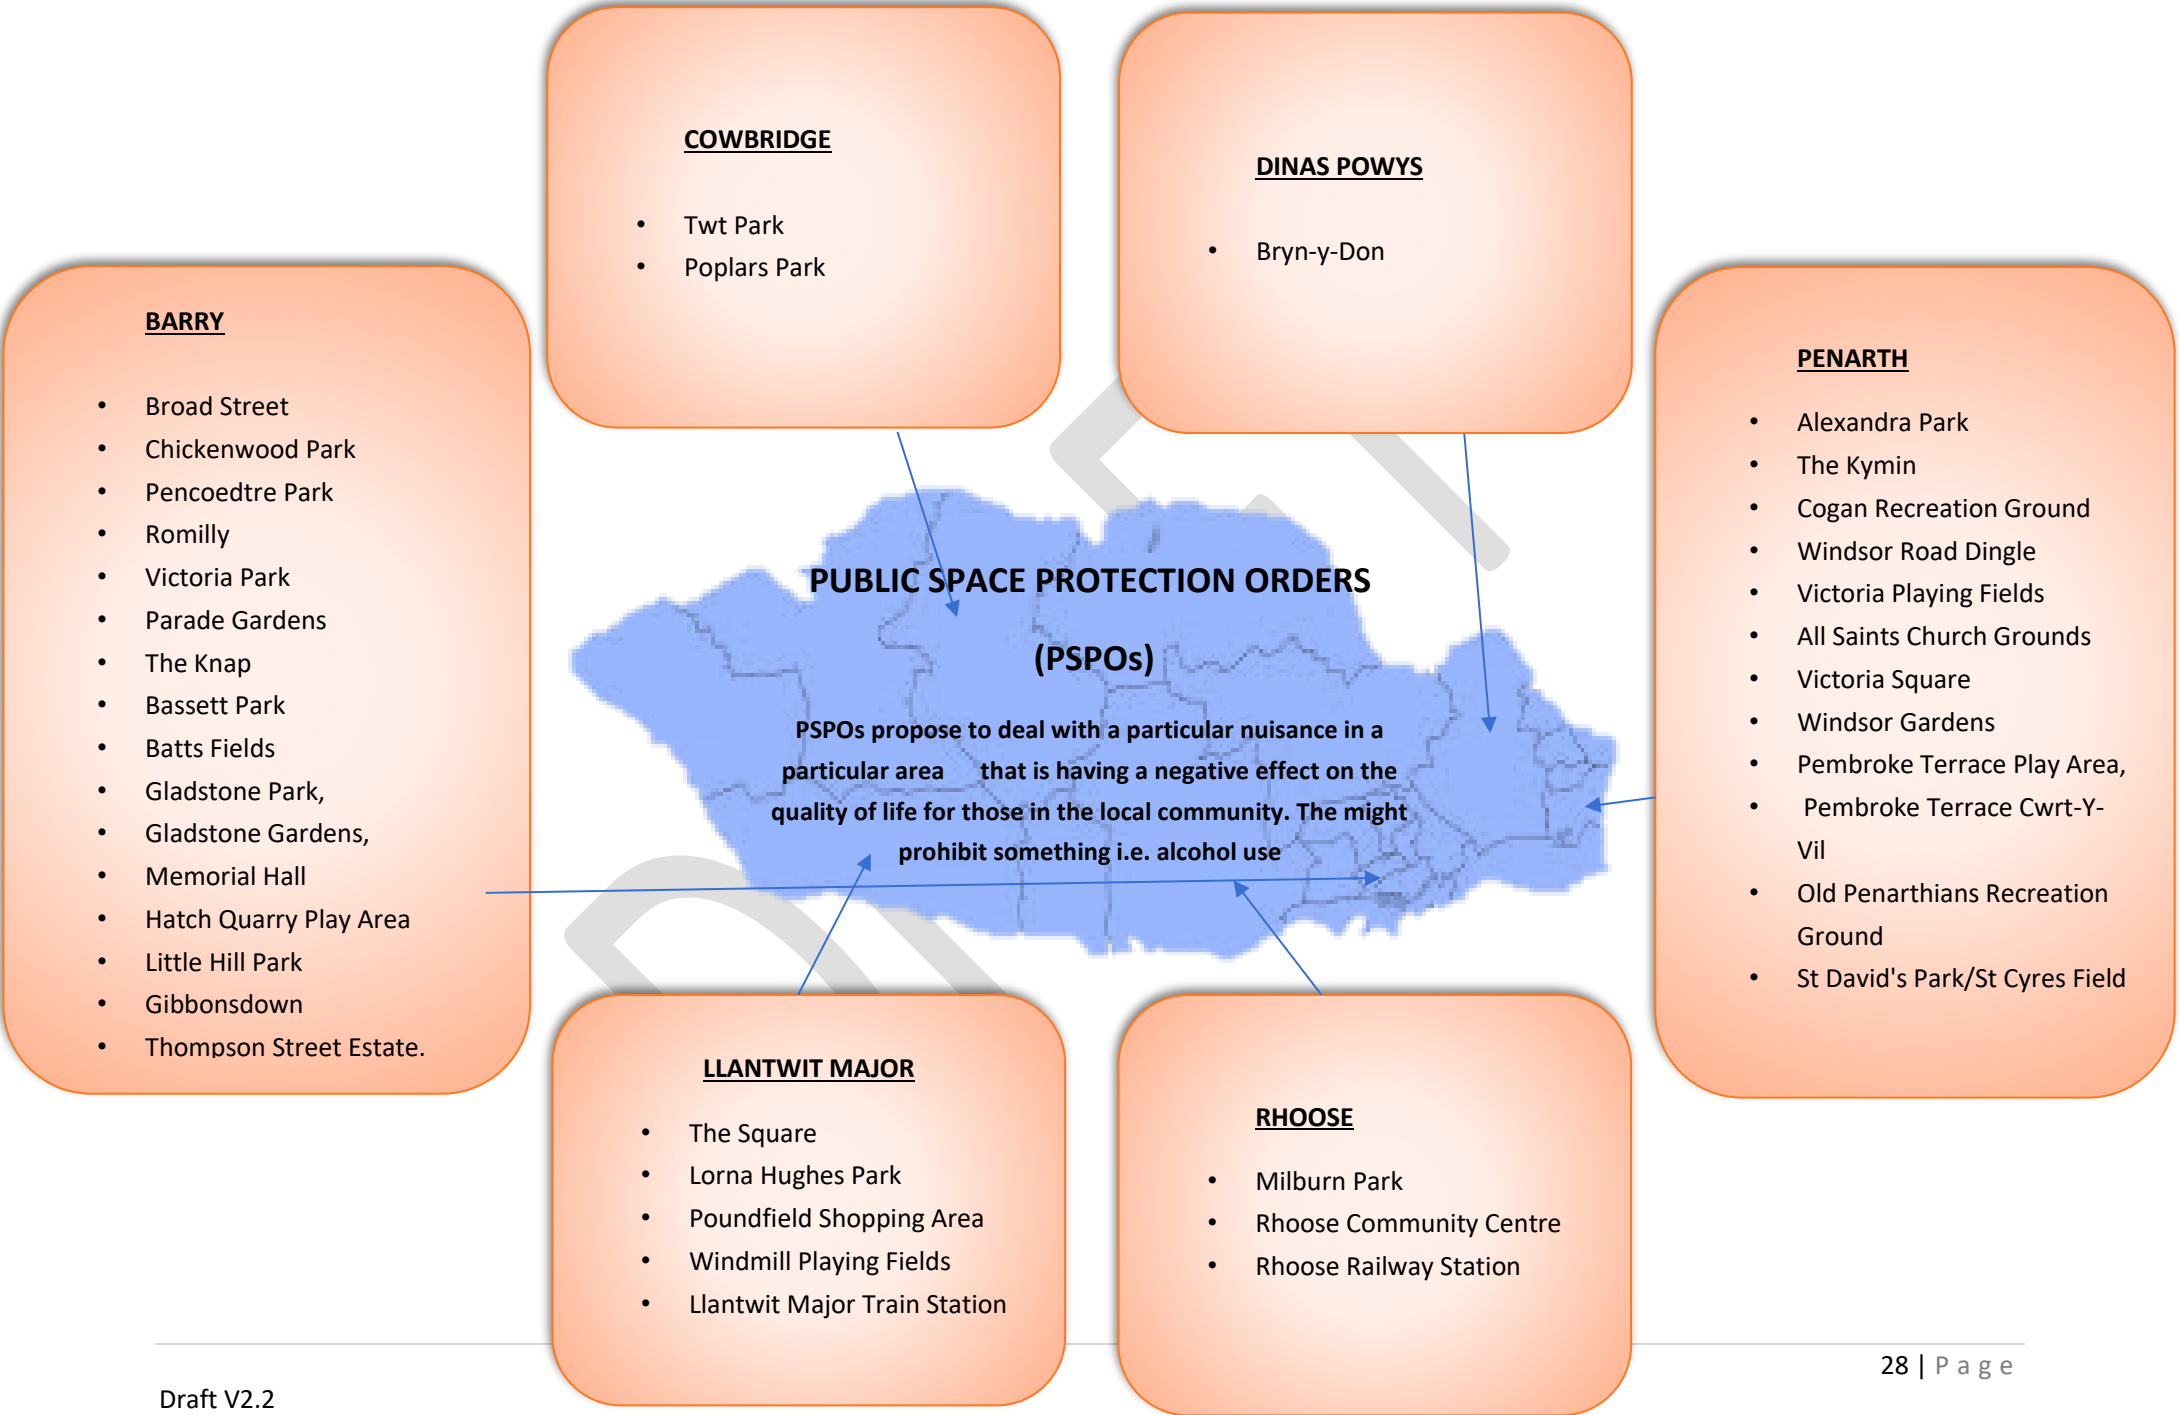 COWBRIDGE
• Twt Park
• Poplars Park
DINAS POWYS
• Bryn-y-Don
BARRY
• Broad Street
• Chickenwood Park
• Pencoedtre Park
• Romilly
• Victoria Park
• Parade Gardens
• The Knap
• Bassett Park
• Batts Fields
• Gladstone Park,
• Gladstone Gardens,
• Memorial Hall
• Hatch Quarry Play Area
• Little Hill Park
• Gibbonsdown
• Thompson Street Estate.
PUBLIC SPACE PROTECTION ORDERS
(PSPOs)
PSPOs propose to deal with a particular nuisance in a
particular area that is having a negative effect on the
quality of life for those in the local community. The might
prohibit something i.e. alcohol use
PENARTH
• Alexandra Park
• The Kymin
• Cogan Recreation Ground
• Windsor Road Dingle
• Victoria Playing Fields
• All Saints Church Grounds
• Victoria Square
• Windsor Gardens
• Pembroke Terrace Play Area,
• Pembroke Terrace Cwrt-Y-
Vil
• Old Penarthians Recreation
Ground
• St David's Park/St Cyres Field
LLANTWIT MAJOR
• The Square
• Lorna Hughes Park
• Poundfield Shopping Area
• Windmill Playing Fields
• Llantwit Major Train Station
RHOOSE
• Milburn Park
• Rhoose Community Centre
• Rhoose Railway Station
28 | Page
Draft V2.2